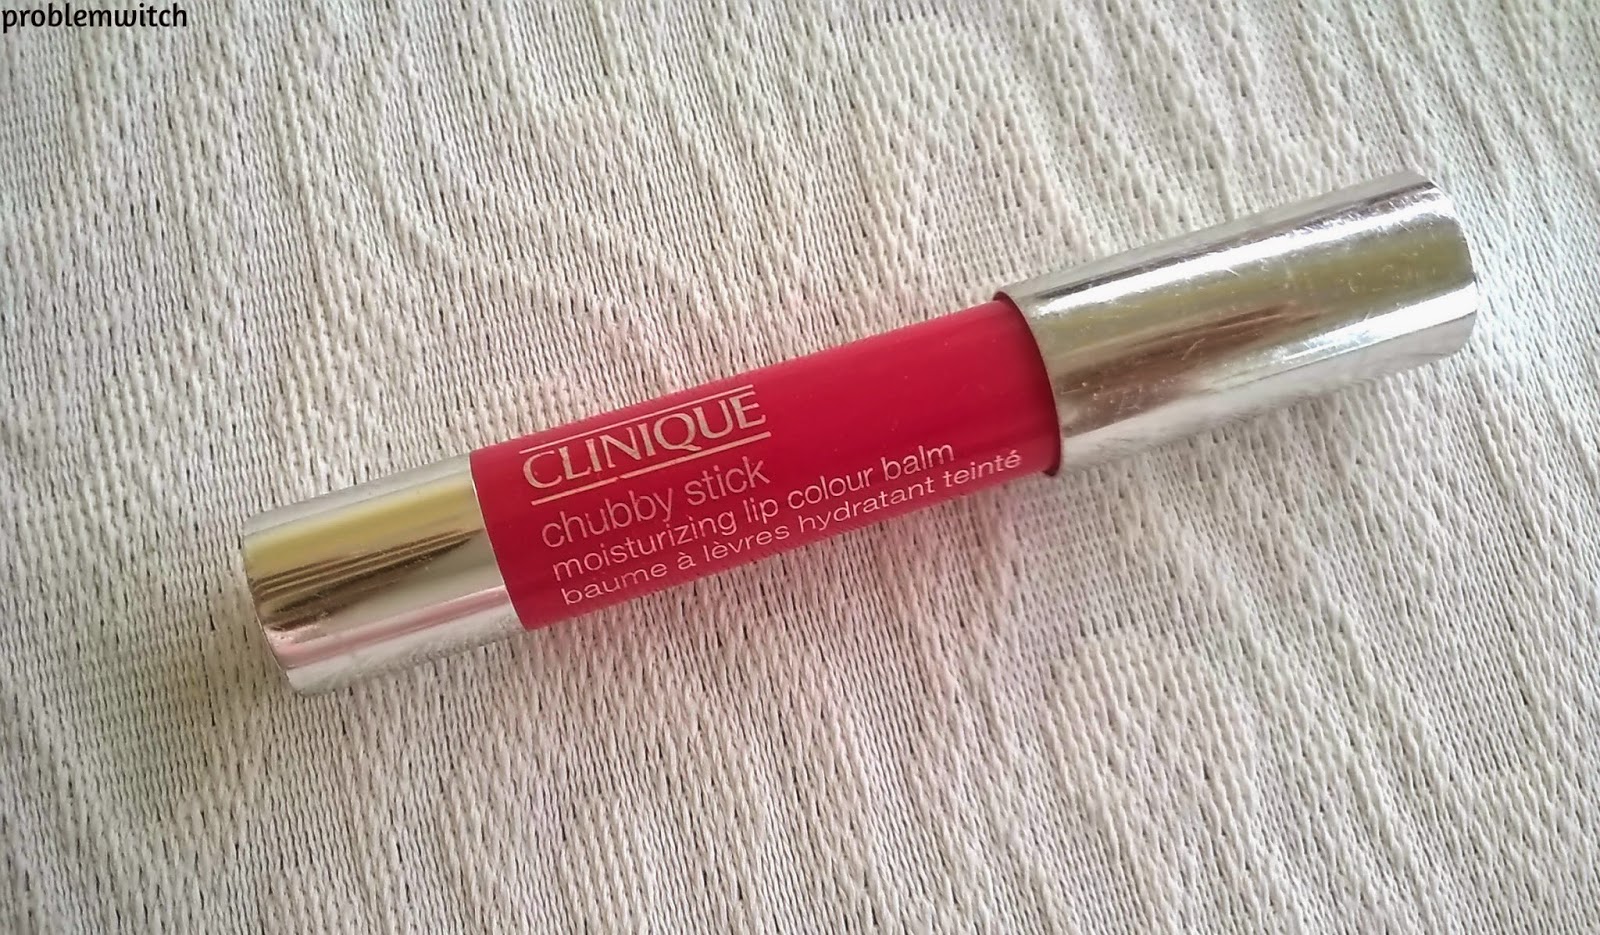 problemwitch
CLINIQUE
chubby stick
moisturizing lip colour balm
baume à lèvres hydratant teinté